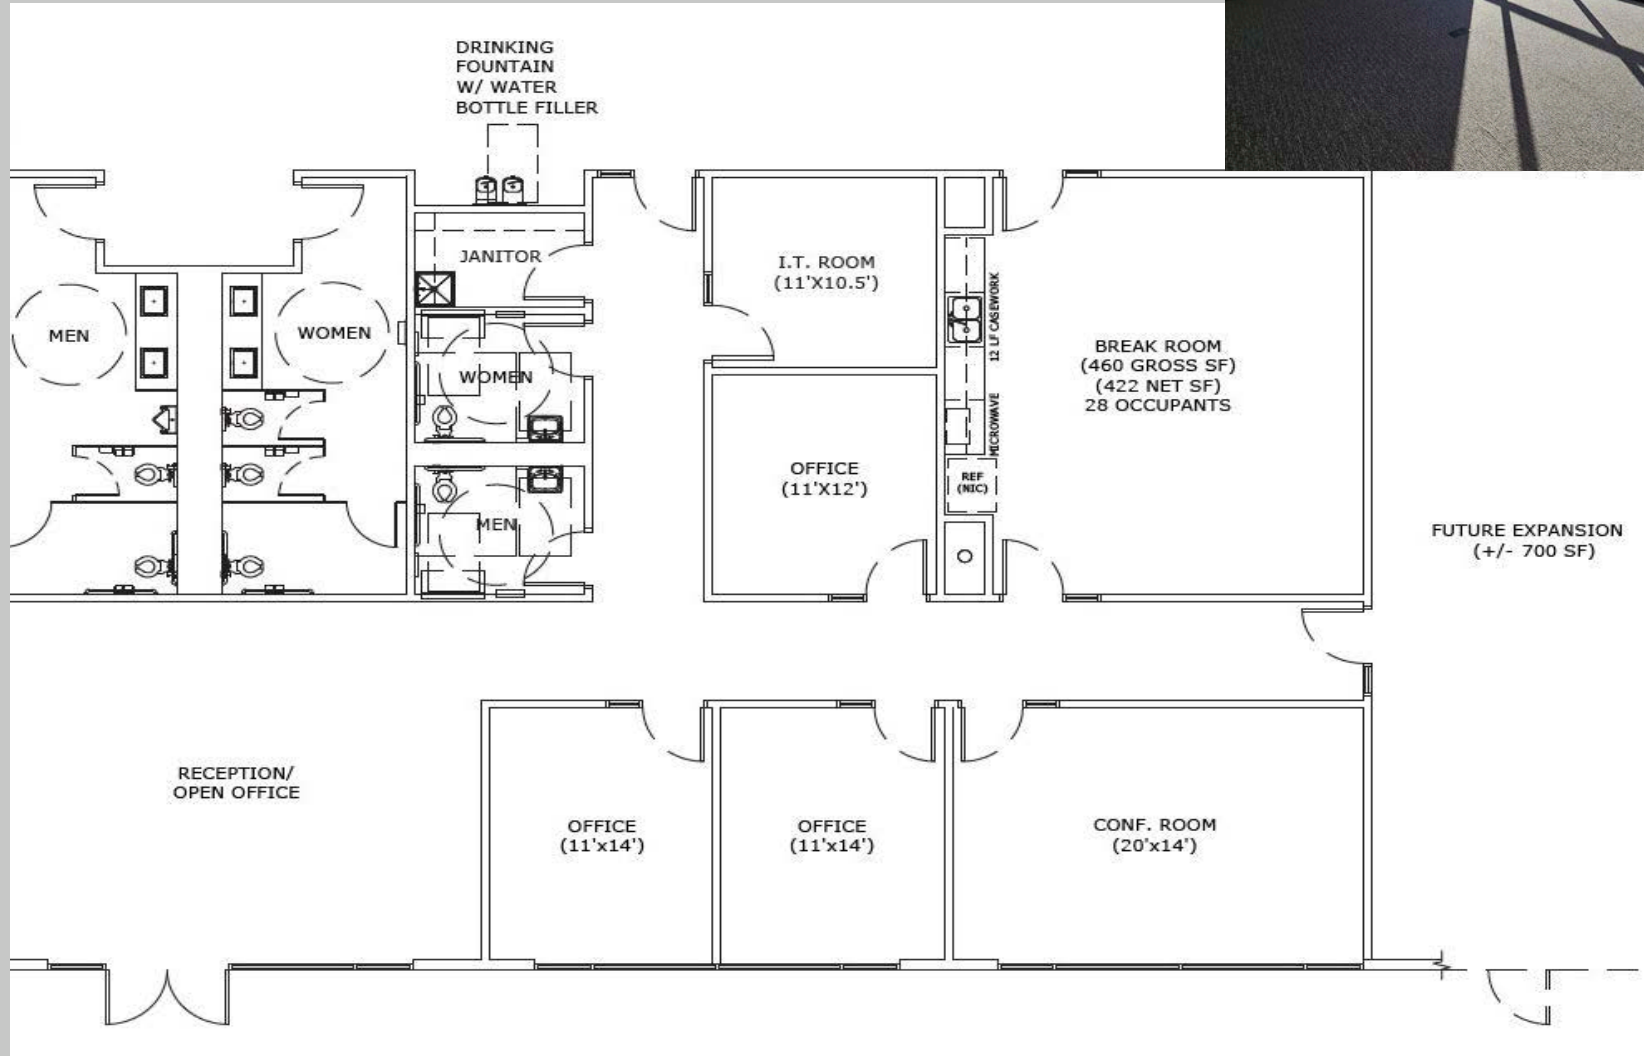 DRINKING
FOUNTAIN
W/ WATER
BOTTLE FILLER
JANITOR
I.T. ROOM
(11'X10.5')
MEN
WOMEN
WOMEN
12 LF CASEWORK
BREAK ROOM
(460 GROSS SF)
(422 NET SF)
28 OCCUPANTS
MICROWAVE
OFFICE
(11'X12')
REF
(NIC)
MEN
FUTURE EXPANSION
(+/- 700 SF)
RECEPTION/
OPEN OFFICE
OFFICE
(11'x14')
OFFICE
(11'x14')
CONF. ROOM
(20'x14')